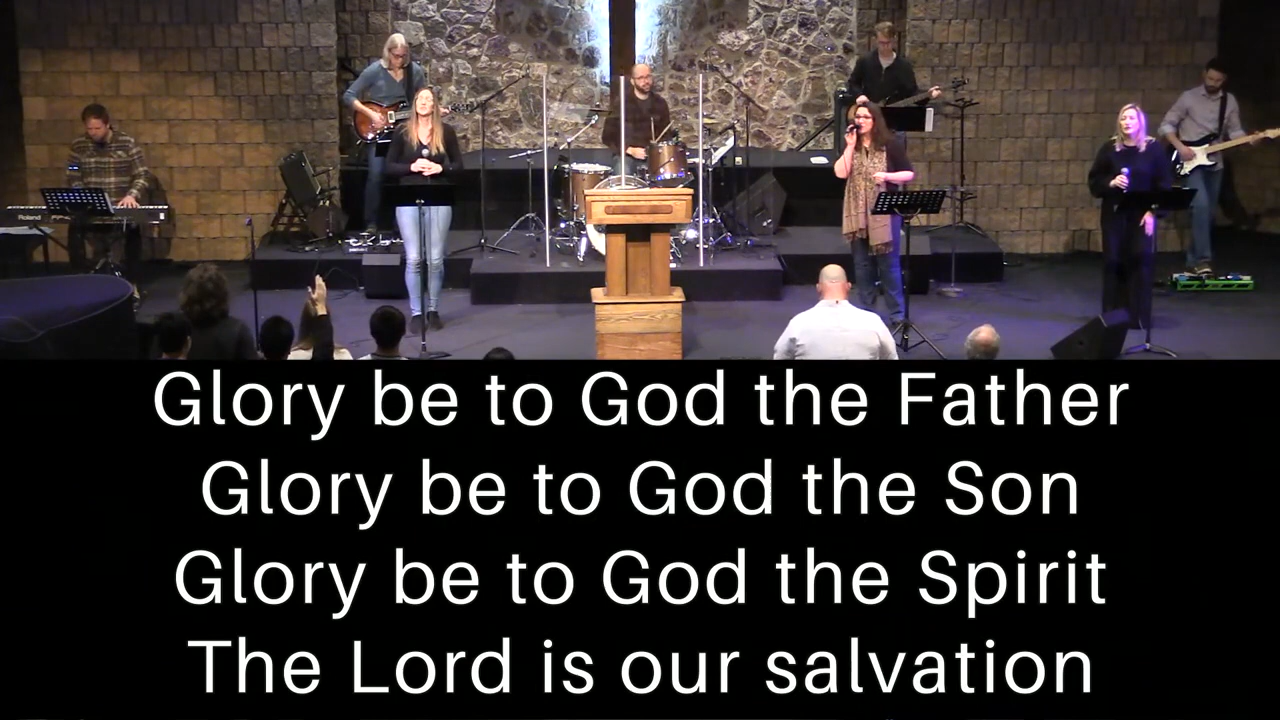 Roland
Glory be to God the Father
Glory be to God the Son
Glory be to God the Spirit
The Lord is our salvation